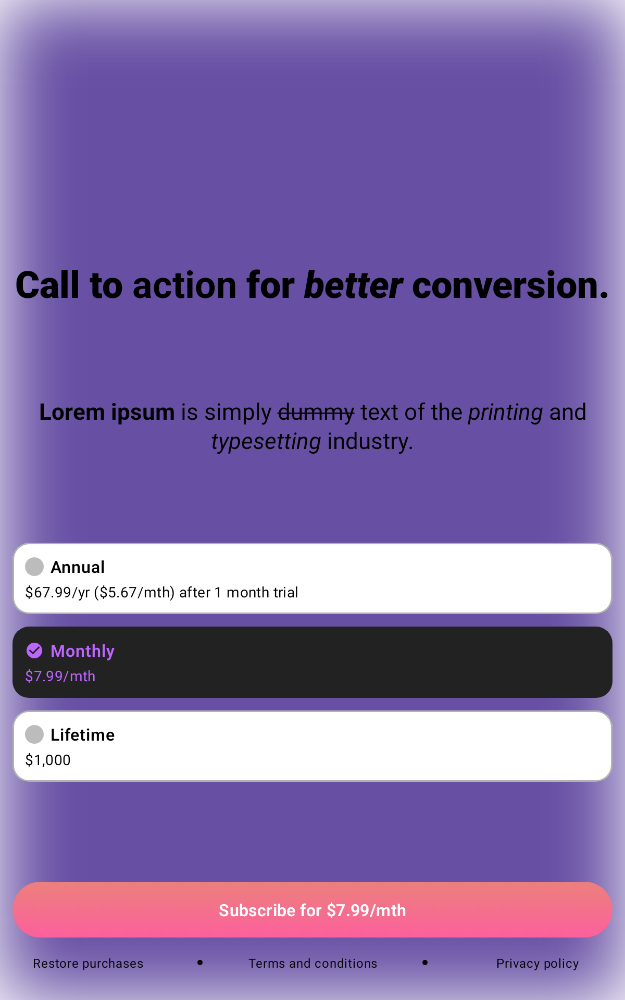 Call to action for better conversion.
Lorem ipsum is simply dummy text of the printing and
typesetting industry.
Annual
$67.99/yr ($5.67/mth) after 1 month trial
Monthly
$7.99/mth
Lifetime
$1,000
Subscribe for $7.99/mth
Restore purchases • Terms and conditions • Privacy policy